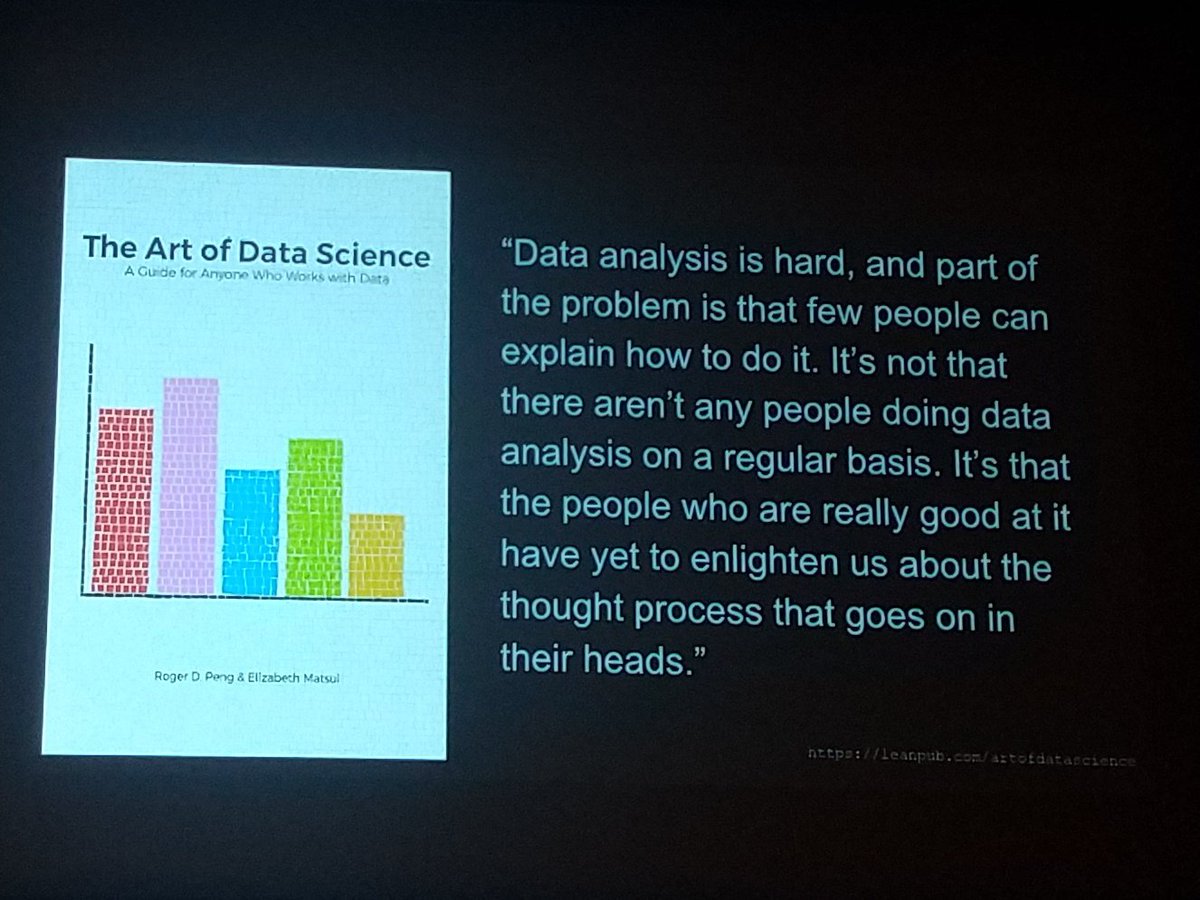 The Art of Data Science
A Guide for Anyone Who Works with Data
Roger D. Peng & Elizabeth Matsui
“Data analysis is hard, and part of
the problem is that few people can
explain how to do it. It’s not that
there aren’t any people doing data
analysis on a regular basis. It’s that
the people who are really good at it
have yet to enlighten us about the
thought process that goes on in
their heads.”
https://leanpub.com/artofdatascience